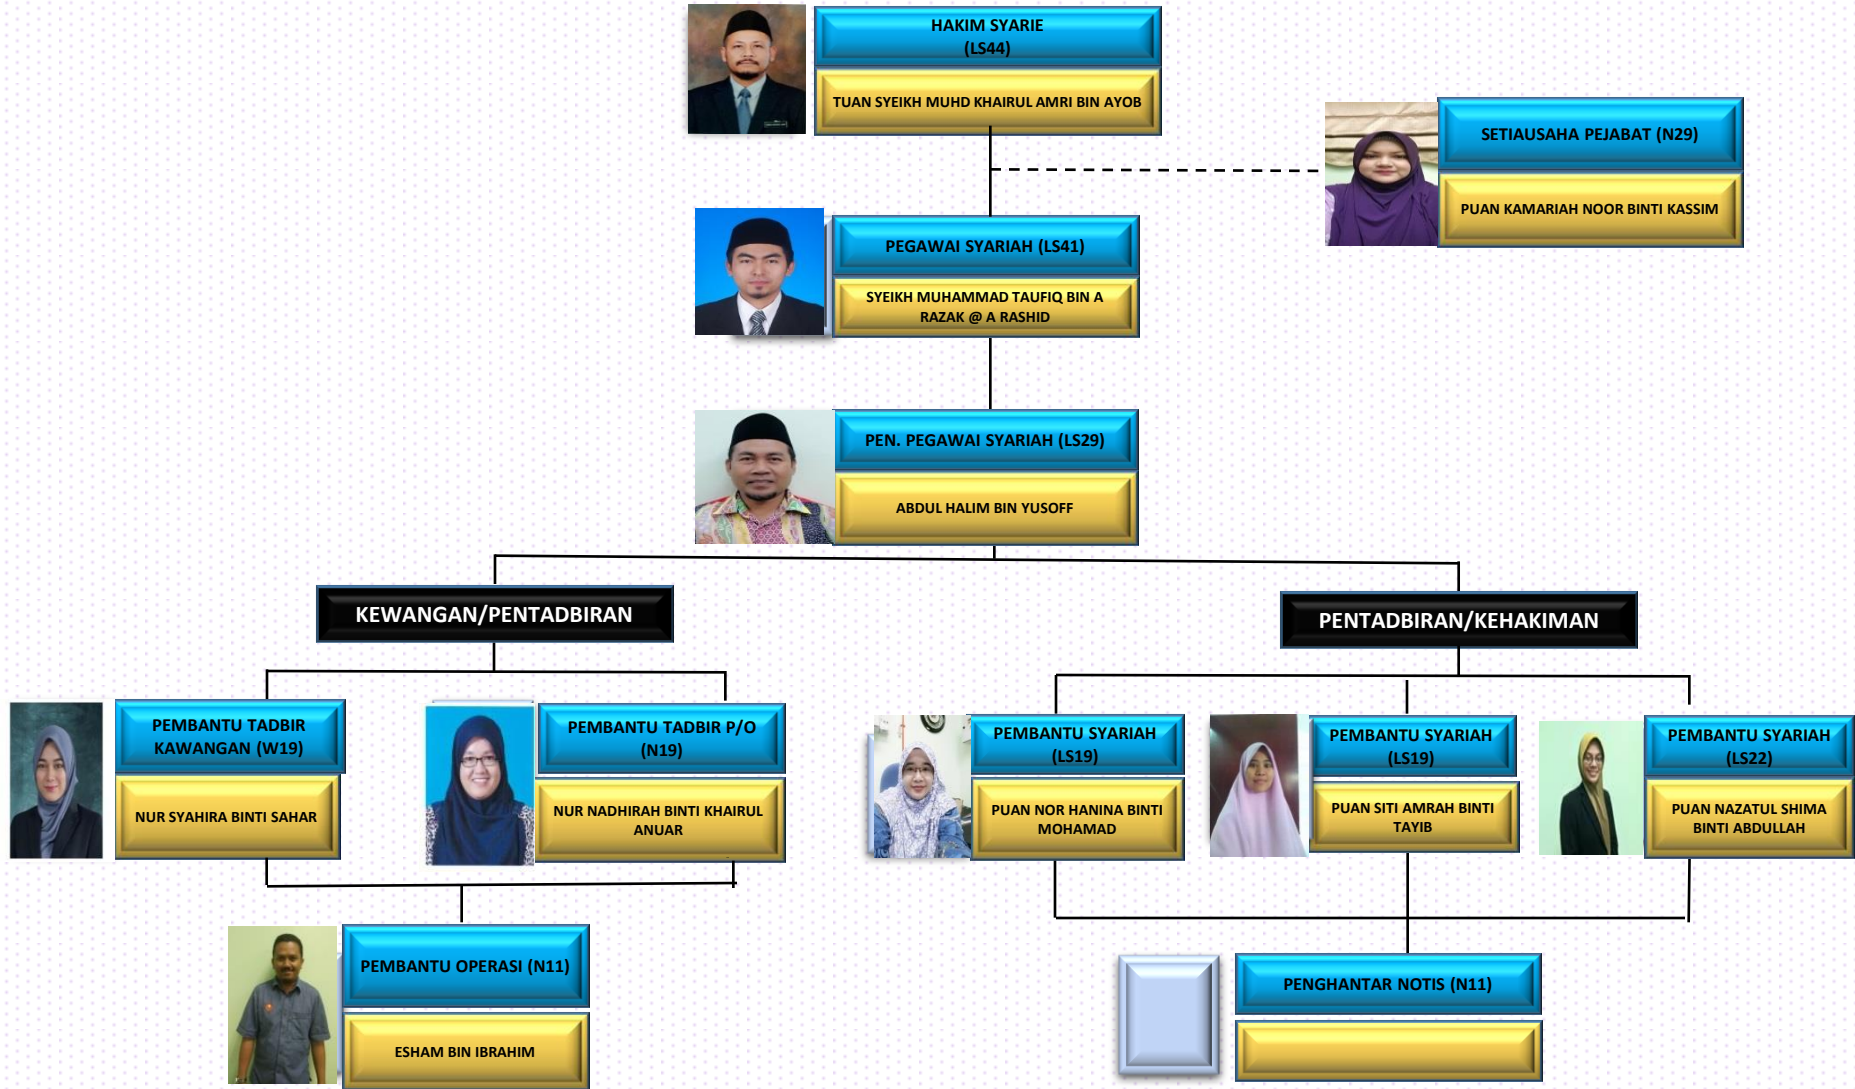 HAKIM SYARIE
(LS44)
TUAN SYEIKH MUHD KHAIRUL AMRI BIN AYOB
SETIAUSAHA PEJABAT (N29)
PUAN KAMARIAH NOOR BINTI KASSIM
PEGAWAI SYARIAH (LS41)
SYEIKH MUHAMMAD TAUFIQ BIN A
RAZAK @ A RASHID
PEN. PEGAWAI SYARIAH (LS29)
ABDUL HALIM BIN YUSOFF
KEWANGAN/PENTADBIRAN
PENTADBIRAN/KEHAKIMAN
PEMBANTU TADBIR
KAWANGAN (W19)
NUR SYAHIRA BINTI SAHAR
PEMBANTU TADBIR P/O
(N19)
NUR NADHIRAH BINTI KHAIRUL
ANUAR
PEMBANTU SYARIAH
(LS19)
PUAN NOR HANINA BINTI
MOHAMAD
PEMBANTU SYARIAH
(LS19)
PUAN SITI AMRAH BINTI
TAYIB
PEMBANTU SYARIAH
(LS22)
PUAN NAZATUL SHIMA
BINTI ABDULLAH
PEMBANTU OPERASI (N11)
ESHAM BIN IBRAHIM
PENGHANTAR NOTIS (N11)